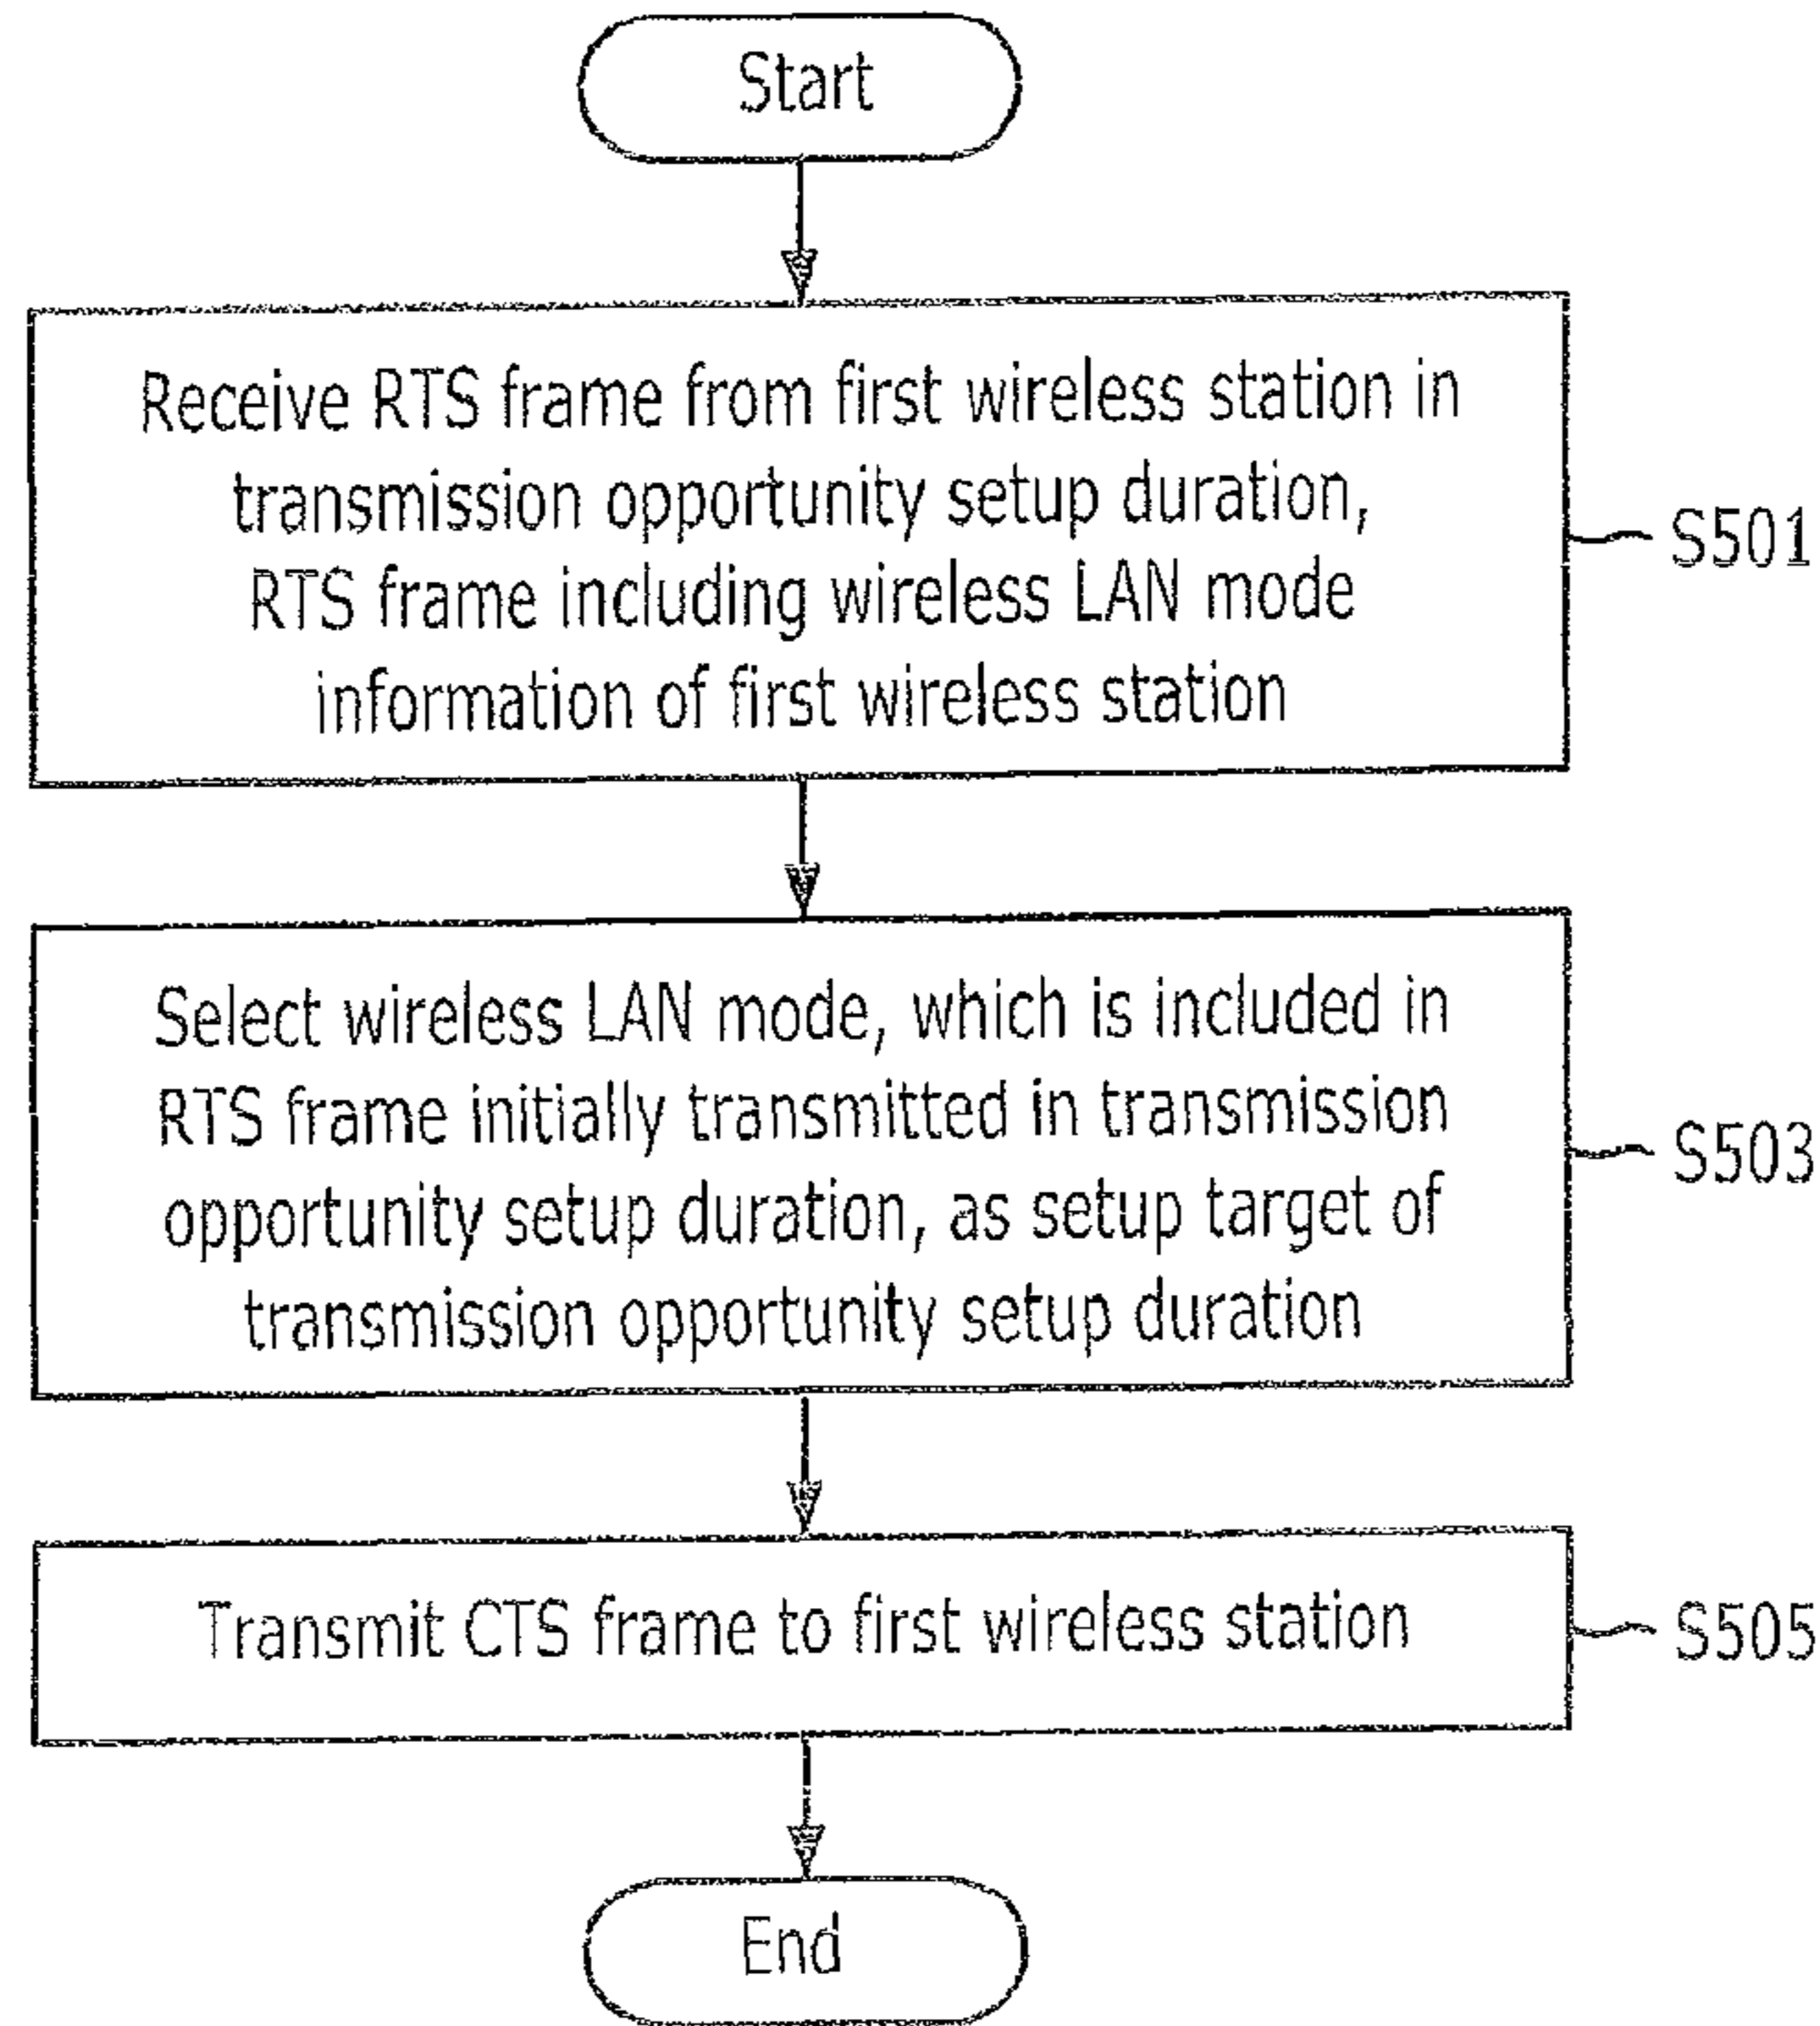 Start
Receive RTS frame from first wireless station in
transmission opportunity setup duration,
RTS frame including wireless LAN mode
information of first wireless station
S501
Select wireless LAN mode, which is included in
RTS frame initially transmitted in transmission
opportunity setup duration, as setup target of
transmission opportunity setup duration
S503
Transmit CTS frame to first wireless station
S505
End